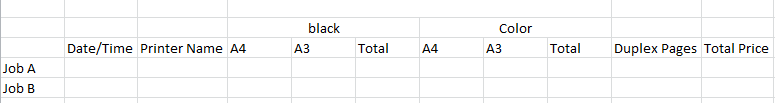 black Color
Date/Time Printer Name A4 A3 Total A4 A3 Total Duplex Pages Total Price
Job A
Job B